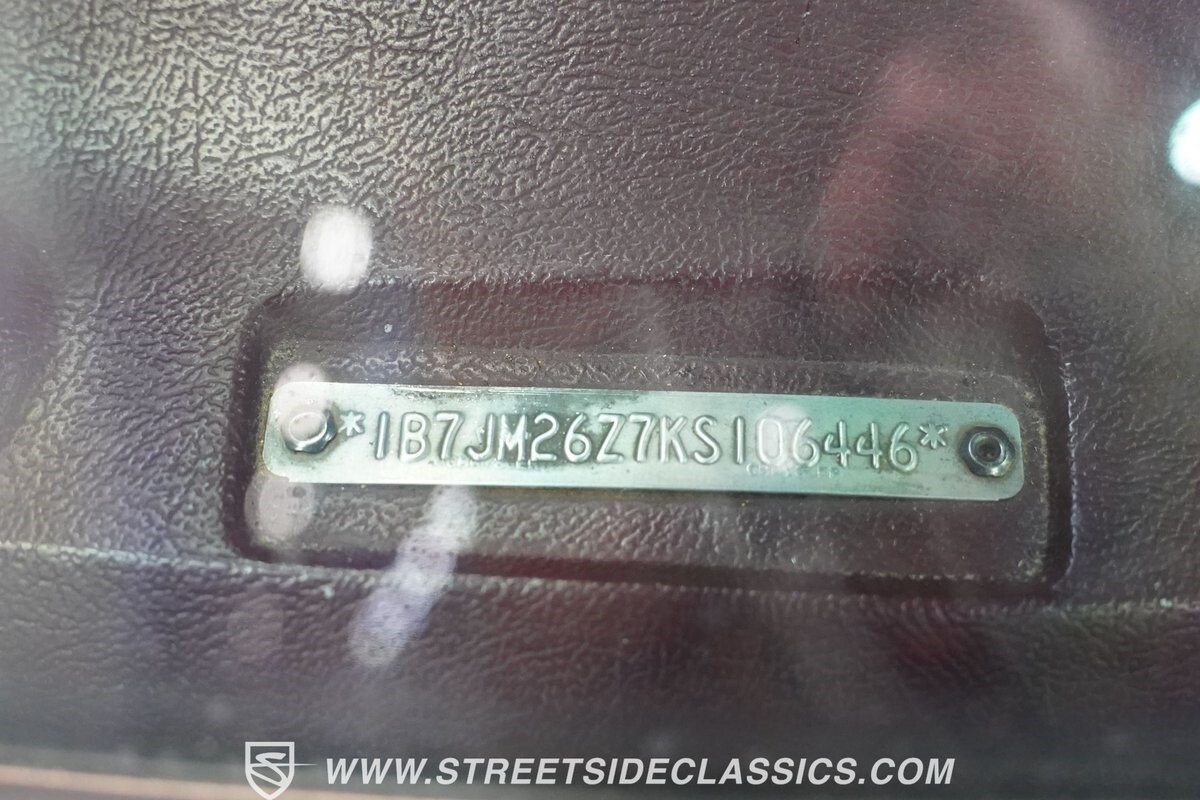 *1B7JM26Z7KS106446*
WWW.STREETSIDECLASSICS.COM